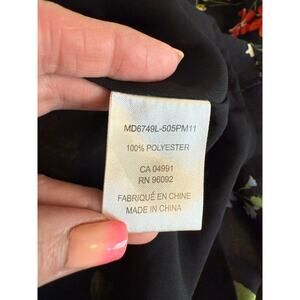 MD6749L-505PM11
100% POLYESTER
CA 04991
RN 96092
FABRIQUÉ EN CHINE
MADE IN CHINA